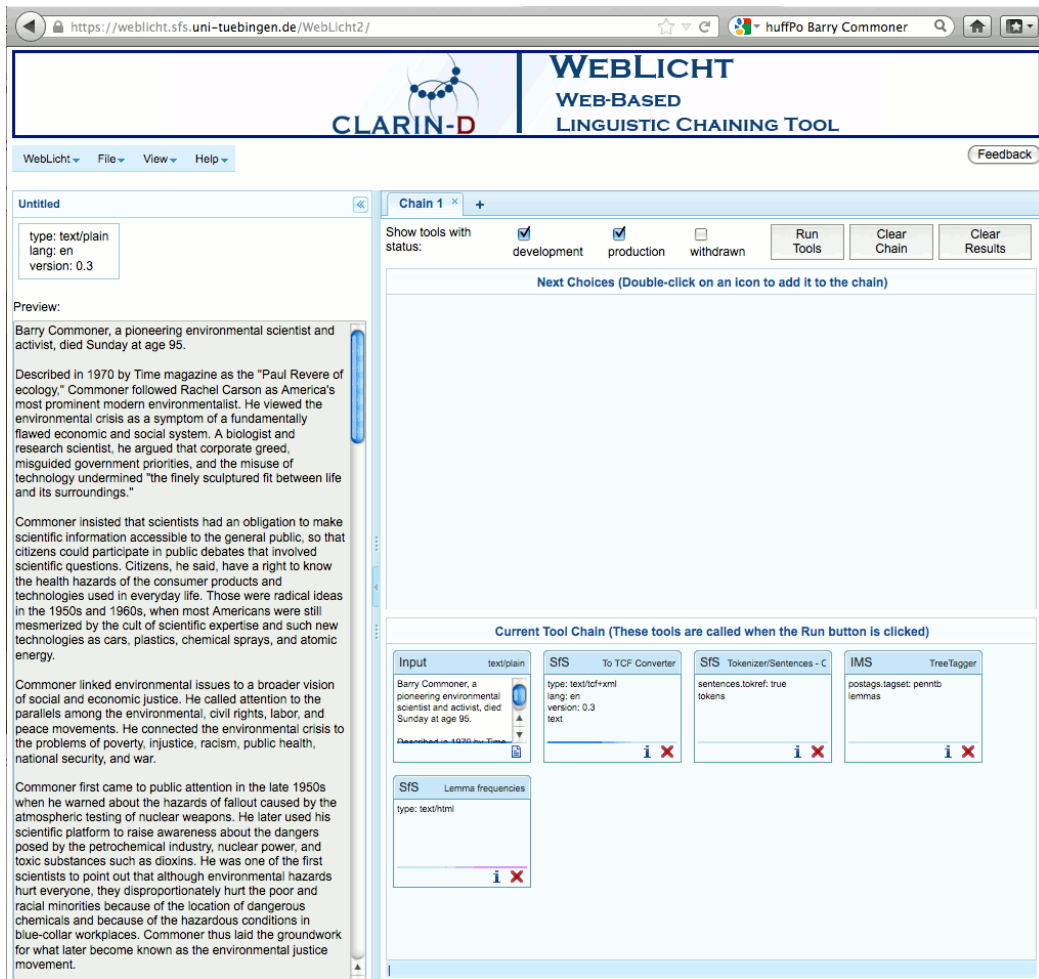 https://weblicht.sfs.uni-tuebingen.de/WebLicht2/
huffPo Barry Commoner
CLARIN-D
WEBLICHT
WEB-BASED
LINGUISTIC CHAINING TOOL
WebLicht File View Help
Feedback
Untitled
type: text/plain
lang: en
version: 0.3
Preview:
Barry Commoner, a pioneering environmental scientist and
activist, died Sunday at age 95.
Described in 1970 by Time magazine as the "Paul Revere of
ecology," Commoner followed Rachel Carson as America's
most prominent modern environmentalist. He viewed the
environmental crisis as a symptom of a fundamentally
flawed economic and social system. A biologist and
research scientist, he argued that corporate greed,
misguided government priorities, and the misuse of
technology undermined "the finely sculptured fit between life
and its surroundings."
Commoner insisted that scientists had an obligation to make
scientific information accessible to the general public, so that
citizens could participate in public debates that involved
scientific questions. Citizens, he said, have a right to know
the health hazards of the consumer products and
technologies used in everyday life. Those were radical ideas
in the 1950s and 1960s, when most Americans were still
mesmerized by the cult of scientific expertise and such new
technologies as cars, plastics, chemical sprays, and atomic
energy.
Commoner linked environmental issues to a broader vision
of social and economic justice. He called attention to the
parallels among the environmental, civil rights, labor, and
peace movements. He connected the environmental crisis to
the problems of poverty, injustice, racism, public health,
national security, and war.
Commoner first came to public attention in the late 1950s
when he warned about the hazards of fallout caused by the
atmospheric testing of nuclear weapons. He later used his
scientific platform to raise awareness about the dangers
posed by the petrochemical industry, nuclear power, and
toxic substances such as dioxins. He was one of the first
scientists to point out that although environmental hazards
hurt everyone, they disproportionately hurt the poor and
racial minorities because of the location of dangerous
chemicals and because of the hazardous conditions in
blue-collar workplaces. Commoner thus laid the groundwork
for what later become known as the environmental justice
movement.
Chain 1 × +
Show tools with
status:
development
production
withdrawn
Run
Tools
Clear
Chain
Clear
Results
Next Choices (Double-click on an icon to add it to the chain)
Current Tool Chain (These tools are called when the Run button is clicked)
Input text/plain
Barry Commoner, a
pioneering environmental
scientist and activist, died
Sunday at age 95.
Described in 1970 by Time
SfS To TCF Converter
type: text/tcf+xml
lang: en
version: 0.3
text
i
SfS Tokenizer/Sentences - C
sentences.tokref: true
tokens
i
IMS TreeTagger
postags.tagset: penntb
lemmas
i
SfS Lemma frequencies
type: text/html
i